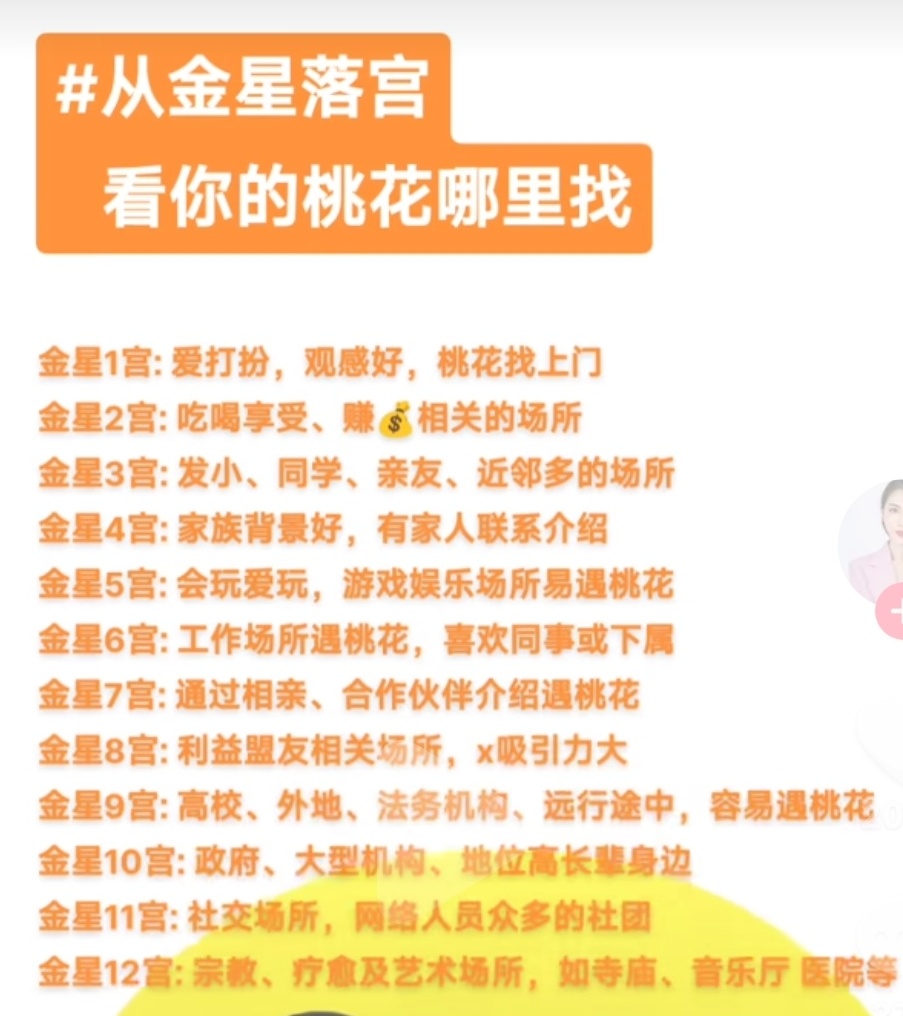 #从金星落宫
看你的桃花哪里找
金星1宫: 爱打扮，观感好，桃花找上门
金星2宫: 吃喝享受、赚💰相关的场所
金星3宫: 发小、同学、亲友、近邻多的场所
金星4宫: 家族背景好，有家人联系介绍
金星5宫: 会玩爱玩，游戏娱乐场所易遇桃花
金星6宫: 工作场所遇桃花，喜欢同事或下属
金星7宫: 通过相亲、合作伙伴介绍遇桃花
金星8宫: 利益盟友相关场所，x吸引力大
金星9宫: 高校、外地、法务机构、远行途中，容易遇桃花
金星10宫: 政府、大型机构、地位高长辈身边
金星11宫: 社交场所，网络人员众多的社团
金星12宫: 宗教、疗愈及艺术场所，如寺庙、音乐厅 医院等